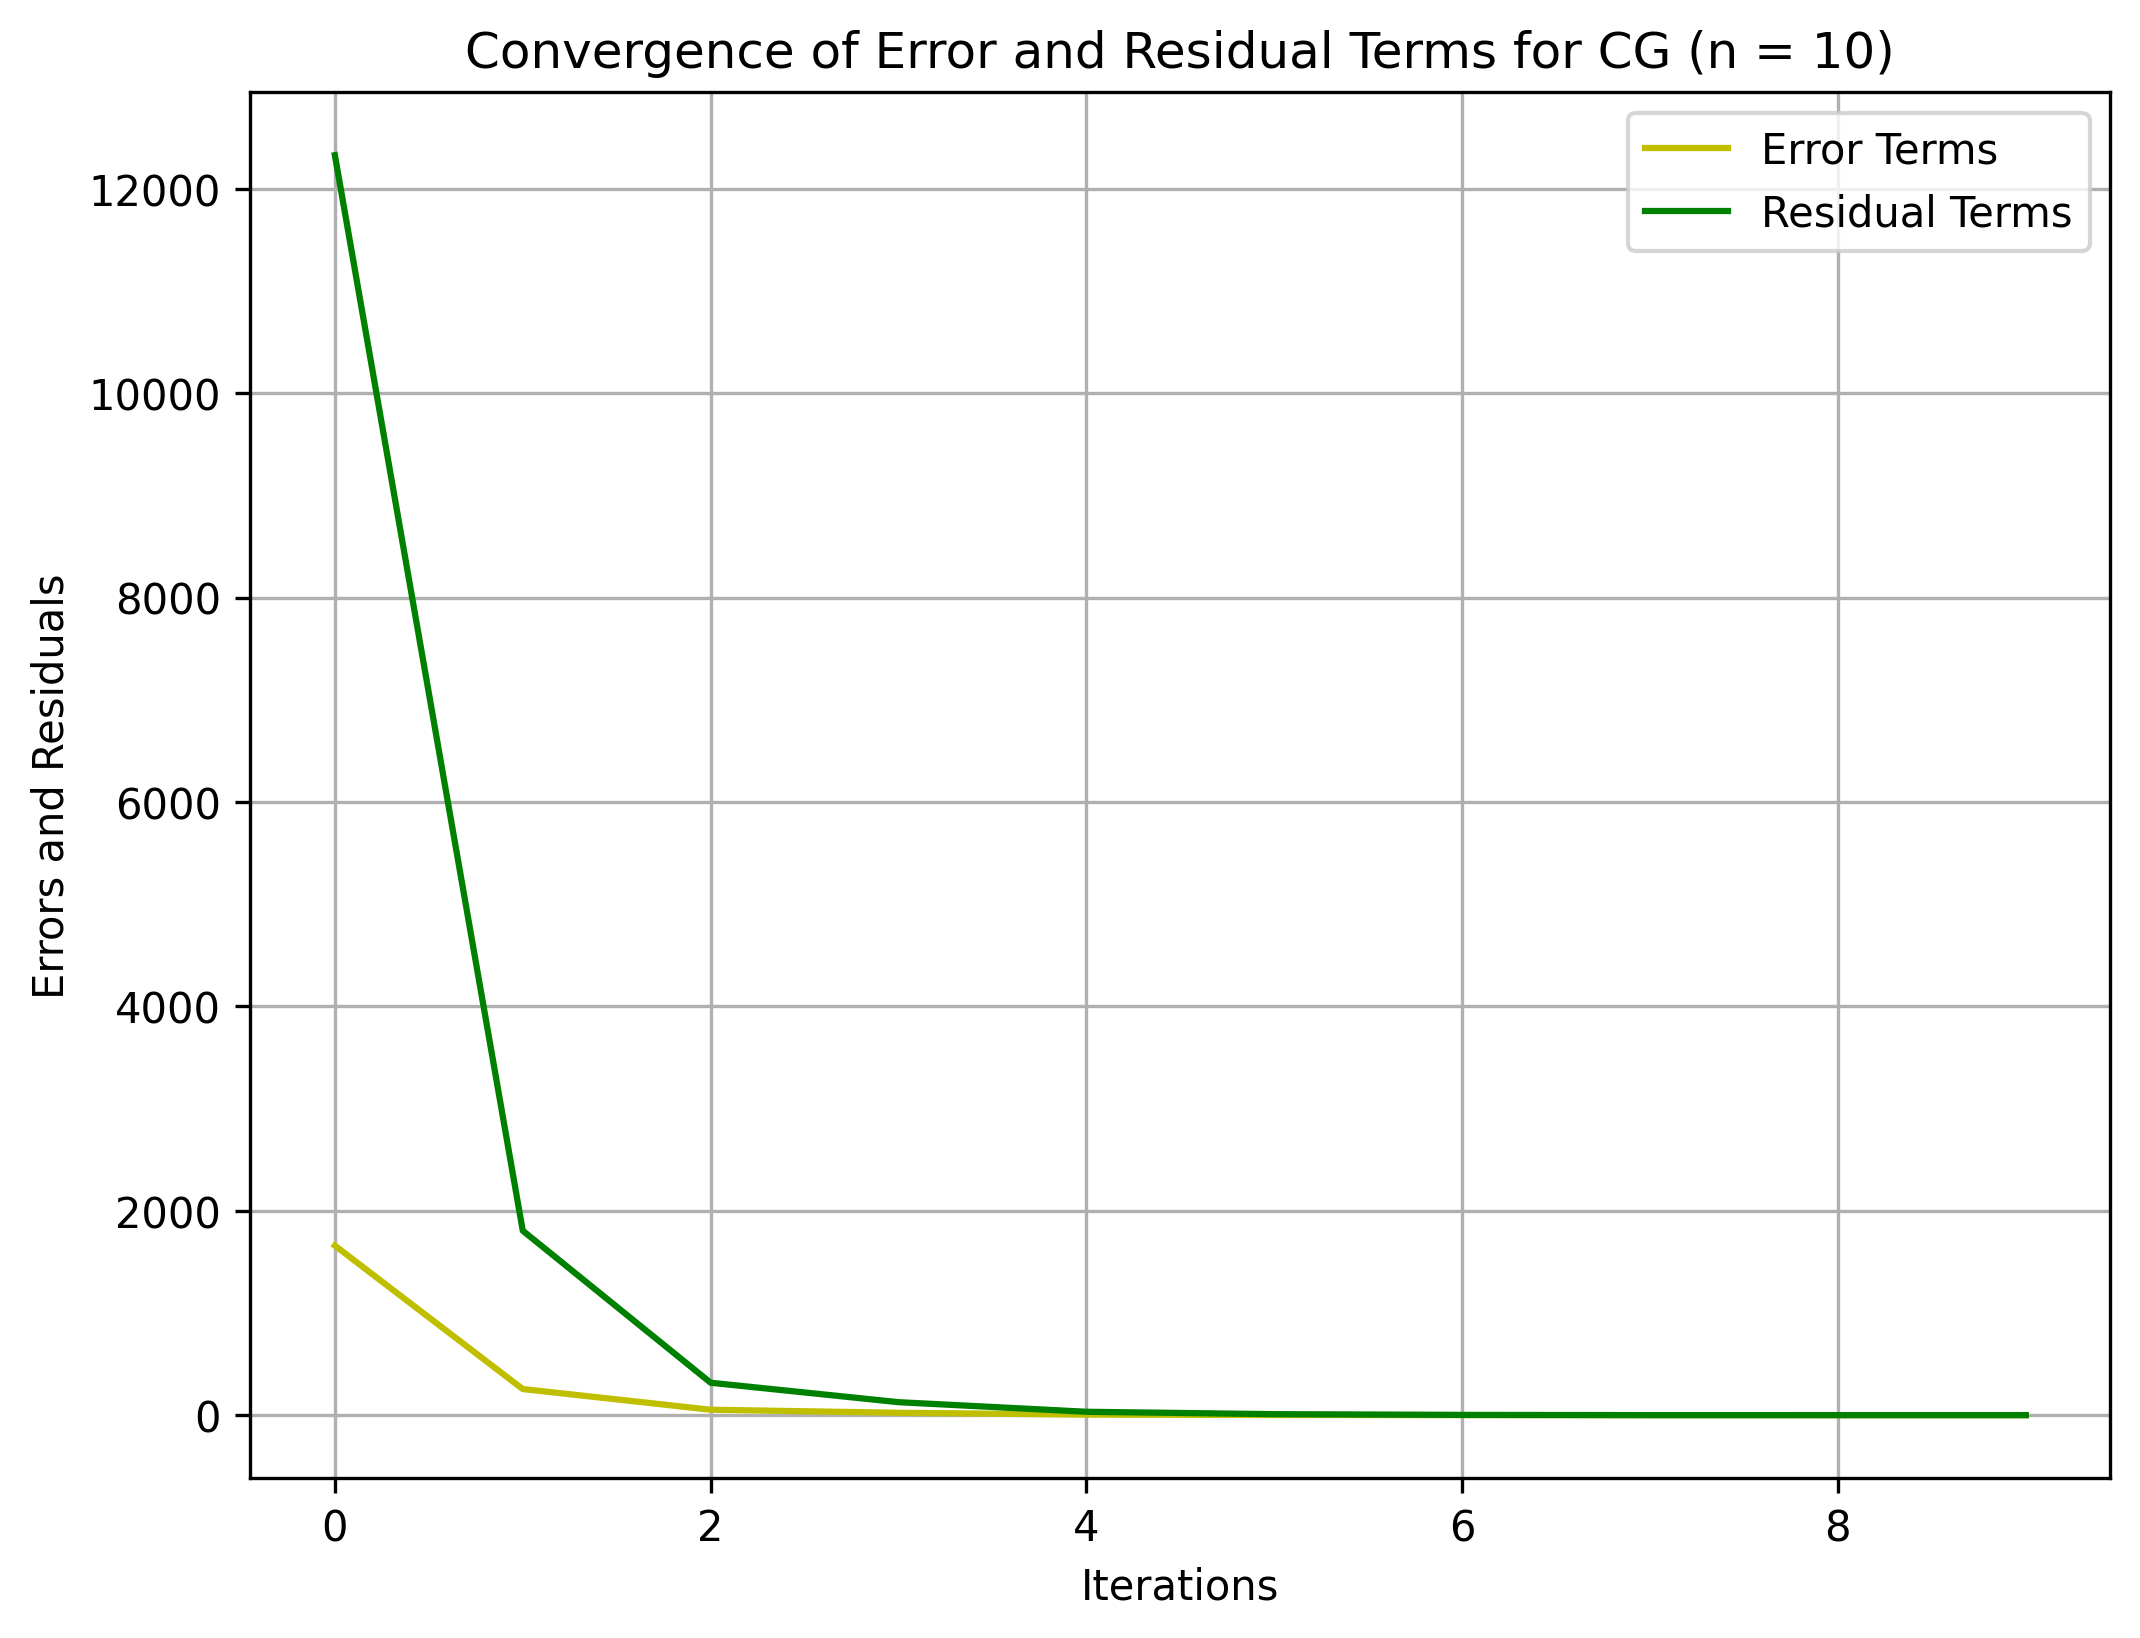 Convergence of Error and Residual Terms for CG (n = 10)
Error Terms
Residual Terms
12000
10000
8000
6000
4000
2000
0
Errors and Residuals
0 2 4 6 8
Iterations